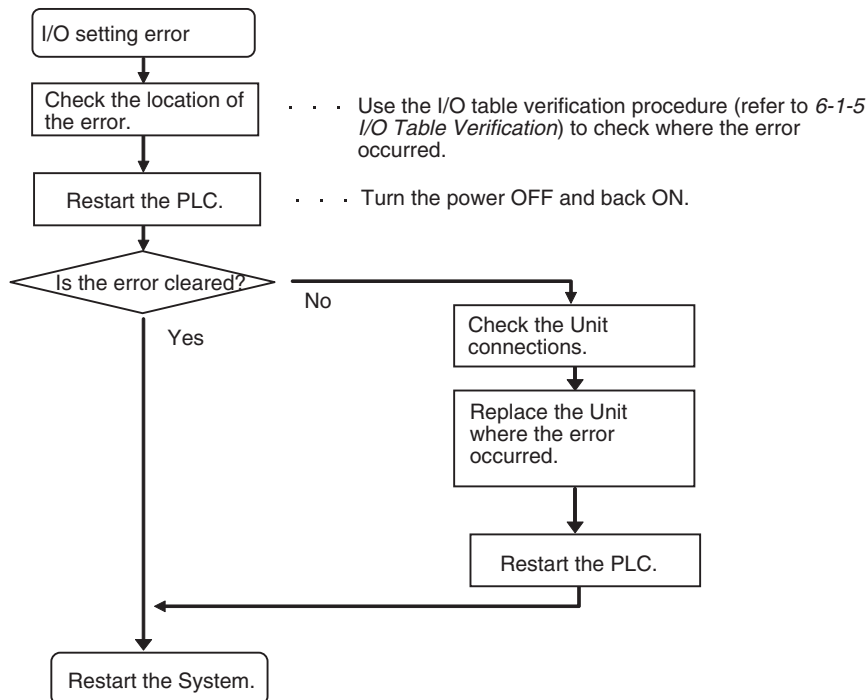 I/O setting error
Check the location of
the error.
. . . Use the I/O table verification procedure (refer to 6-1-5
I/O Table Verification) to check where the error
occurred.
Restart the PLC.
. . . Turn the power OFF and back ON.
Is the error cleared?
No
Yes
Check the Unit
connections.
Replace the Unit
where the error
occurred.
Restart the PLC.
Restart the System.